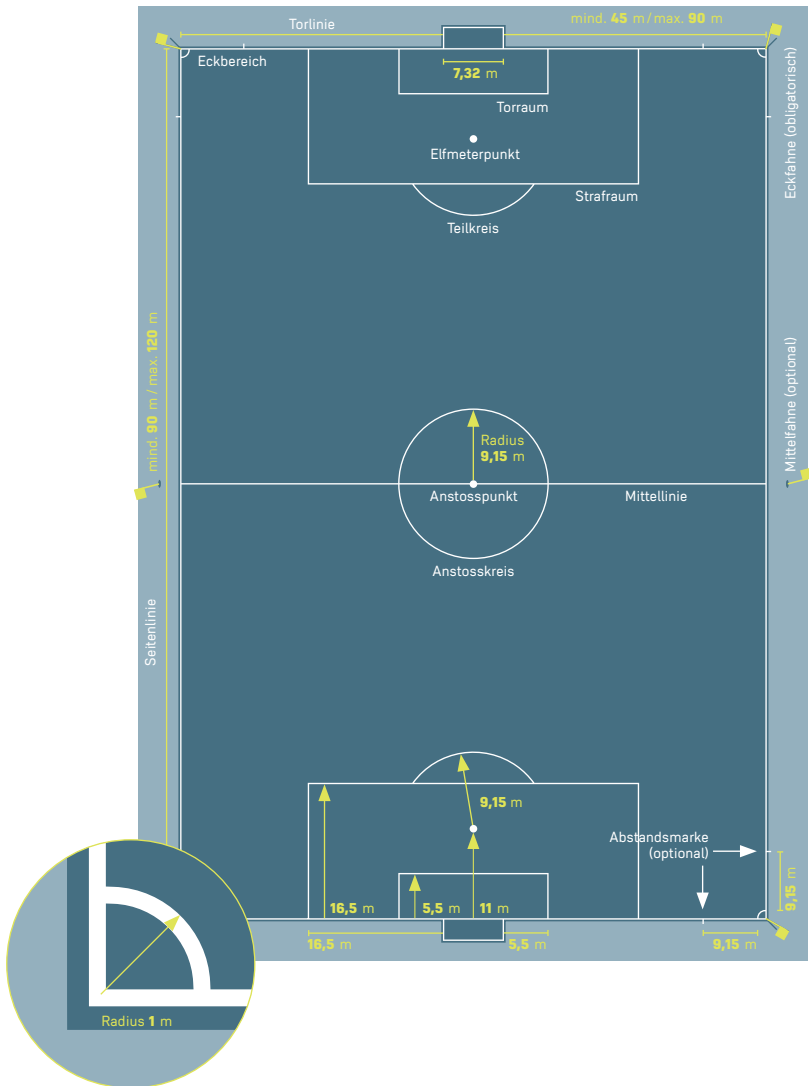 Torlinie
mind. 45 m / max. 90 m
Eckbereich
7,32 m
Torraum
Elfmeterpunkt
Strafraum
Teilkreis
Eckfahne (obligatorisch)
mind. 90 m / max. 120 m
Mittelfahne (optional)
Radius
9,15 m
Anstosspunkt
Mittellinie
Anstosskreis
Seitenlinie
9,15 m
Abstandsmarke
(optional)
9,15 m
16,5 m
5,5 m
11 m
16,5 m
5,5 m
9,15 m
Radius 1 m